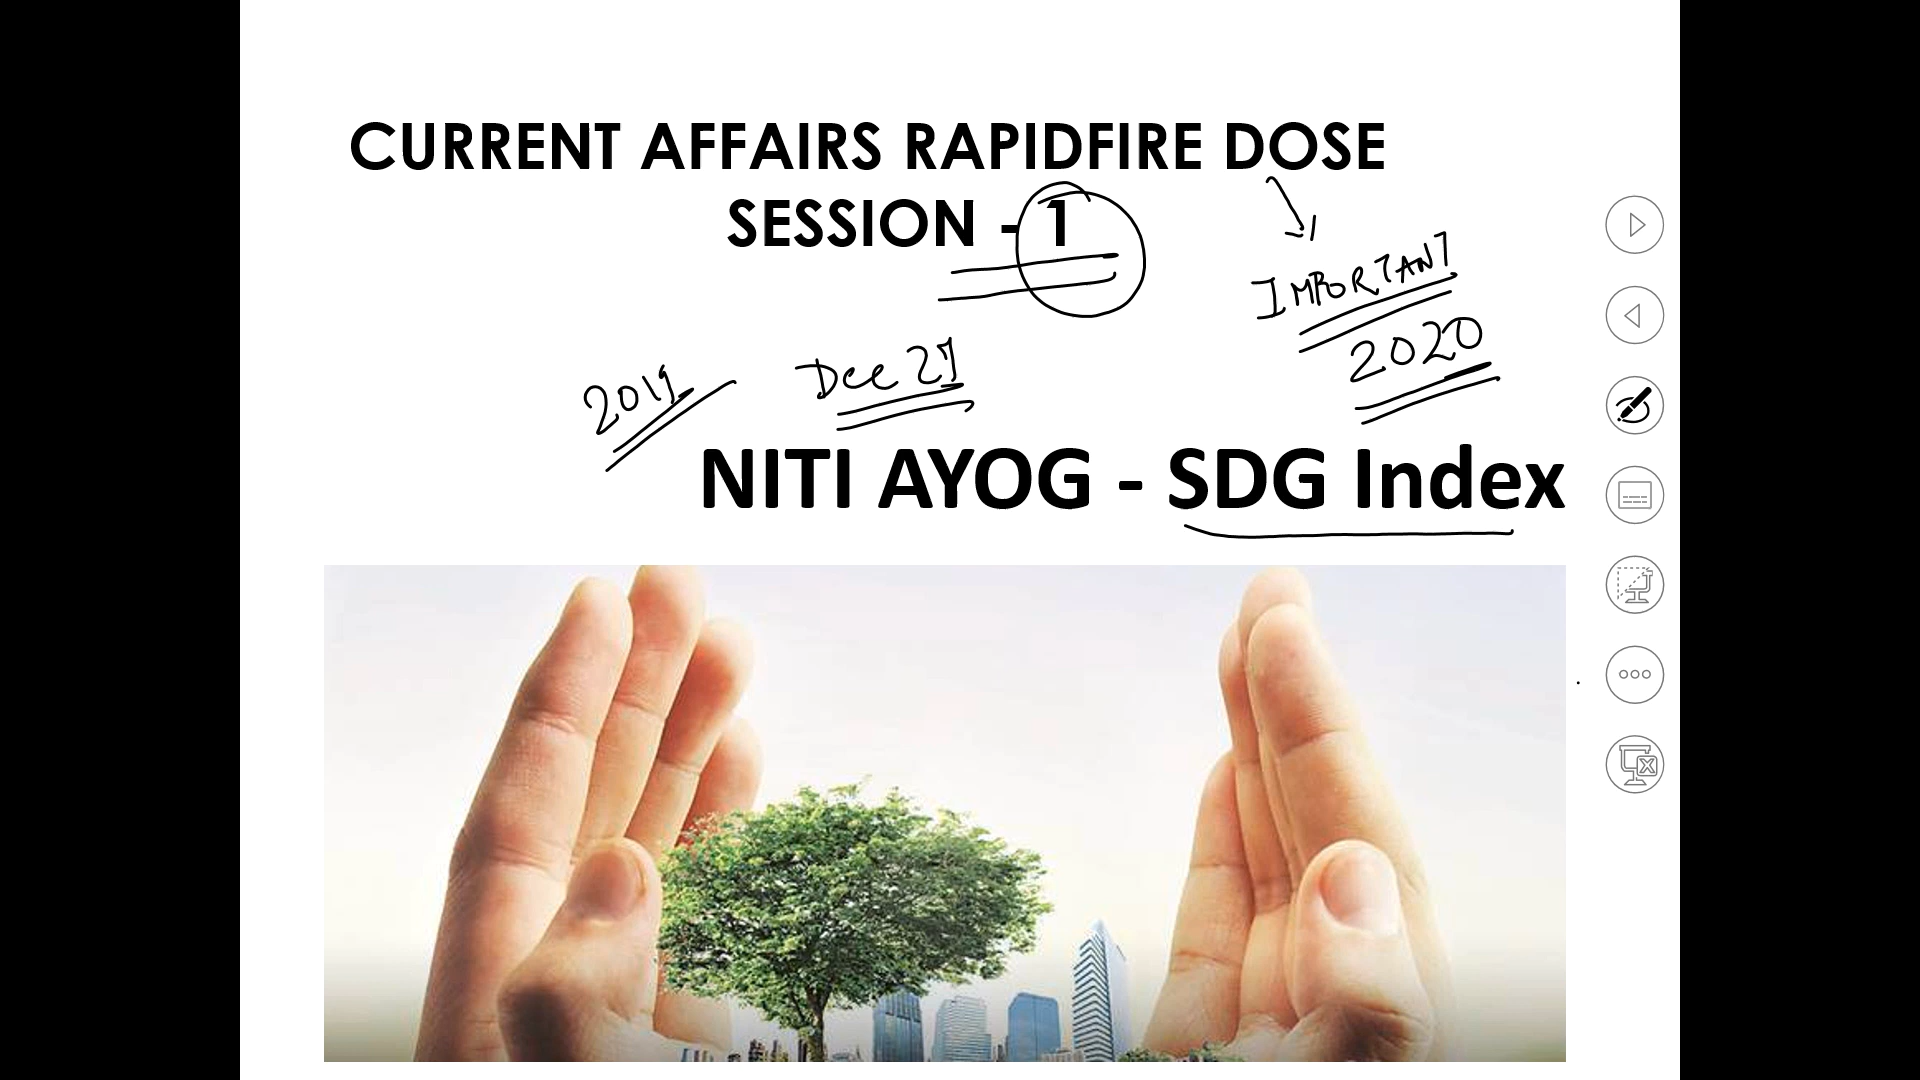 CURRENT AFFAIRS RAPIDFIRE DOSE
SESSION - 1
IMPORTANT
2020
2019 Dec 27
NITI AYOG - SDG Index